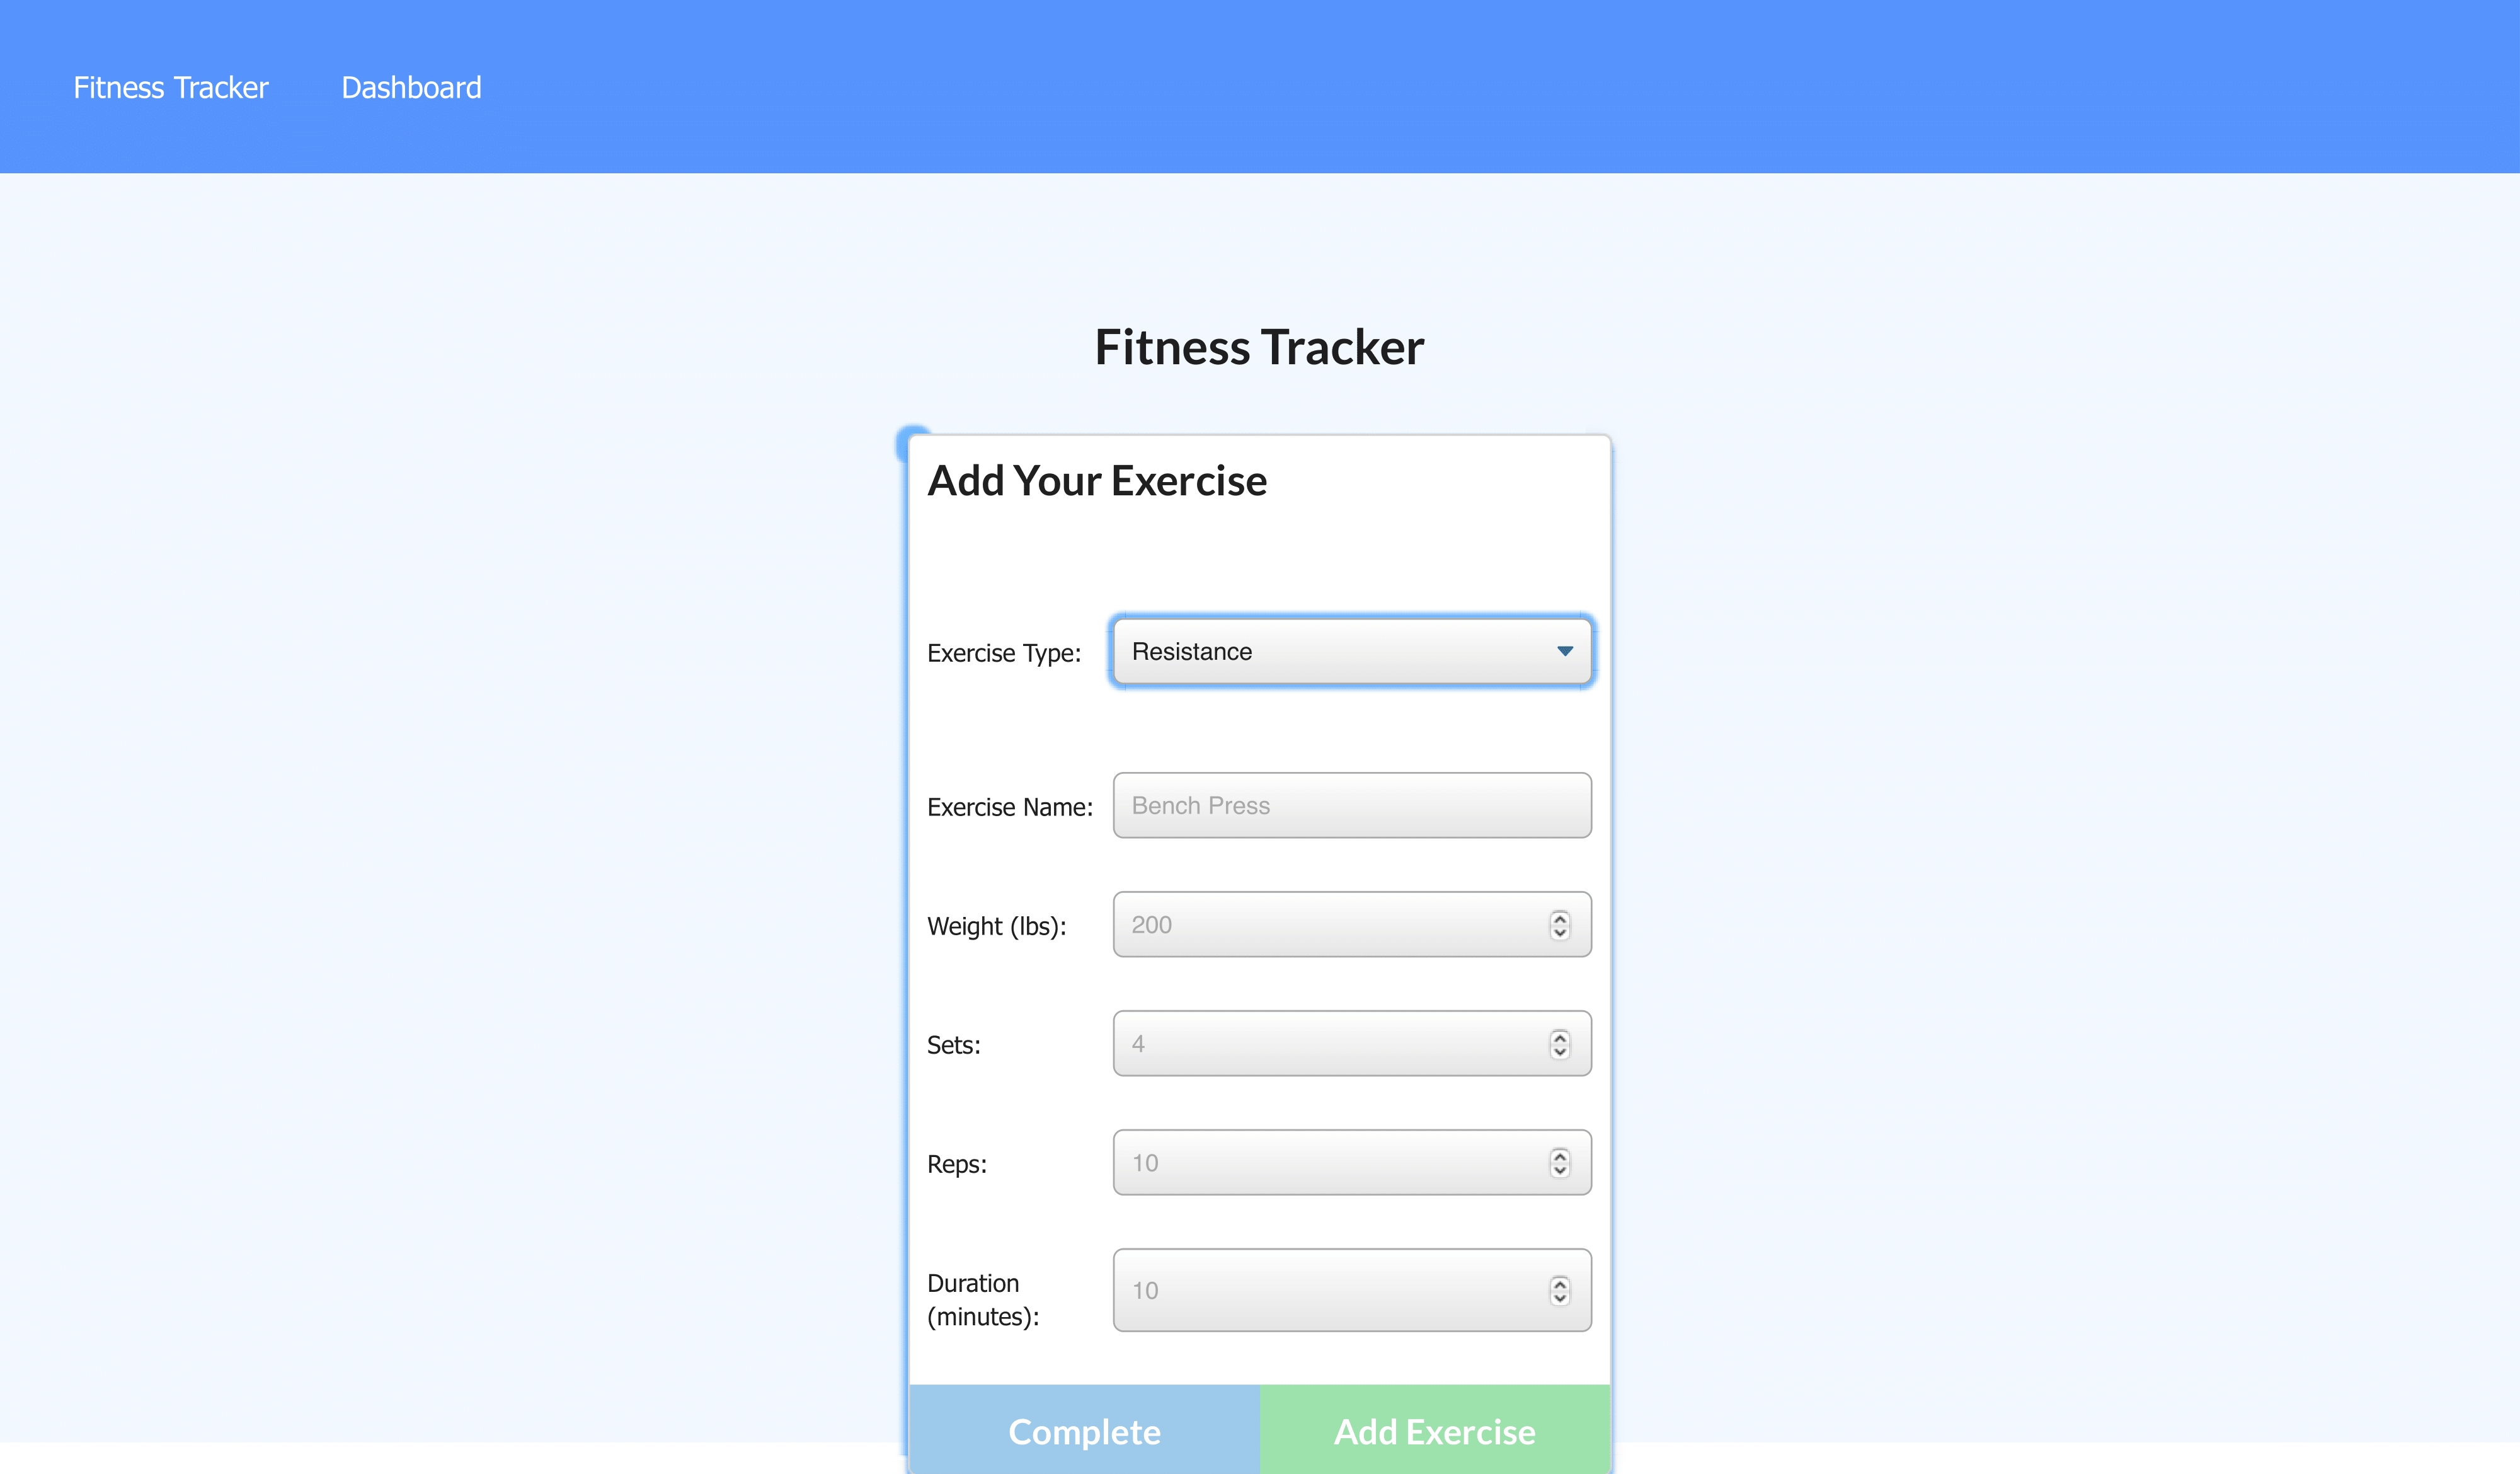 Fitness Tracker Dashboard
Fitness Tracker
Add Your Exercise
Exercise Type: Resistance
Exercise Name: Bench Press
Weight (lbs): 200
Sets: 4
Reps: 10
Duration
(minutes): 10
Complete Add Exercise